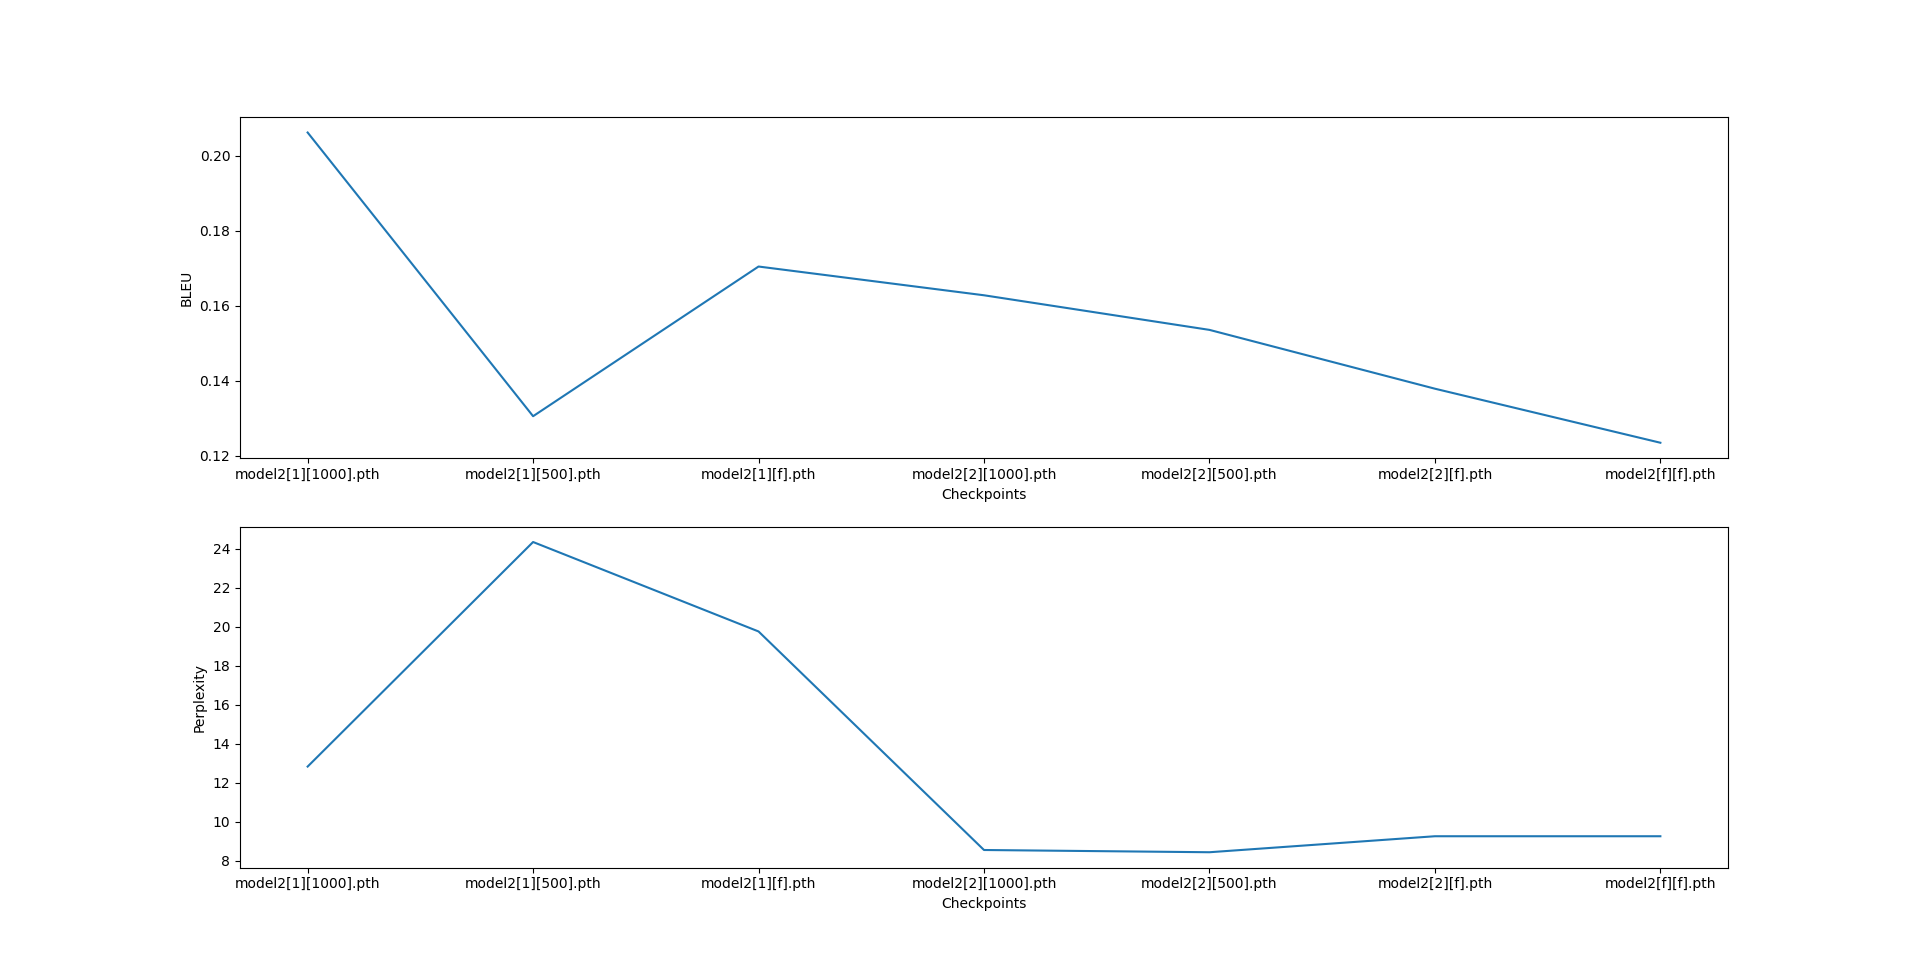 0.20
0.18
0.16
0.14
0.12
BLEU
model2[1][1000].pth model2[1][500].pth model2[1][f].pth model2[2][1000].pth model2[2][500].pth model2[2][f].pth model2[f][f].pth
Checkpoints
24
22
20
18
16
14
12
10
8
Perplexity
model2[1][1000].pth model2[1][500].pth model2[1][f].pth model2[2][1000].pth model2[2][500].pth model2[2][f].pth model2[f][f].pth
Checkpoints